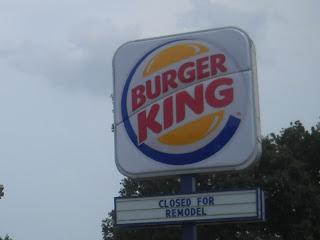 BURGER
KING
CLOSED FOR
REMODEL